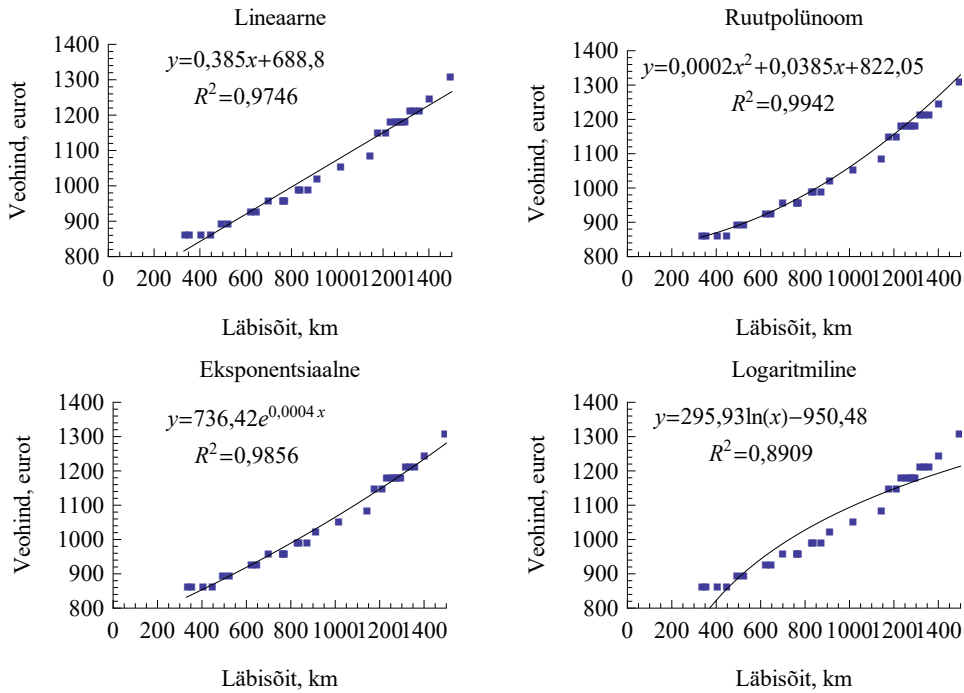 Lineaarne
y=0,385x+688,8
R²=0,9746
Veohind, eurot
1400
1300
1200
1100
1000
900
800
0 200 400 600 800 1000 1200 1400
Läbisõit, km
Ruutpolünoom
y=0,0002x²+0,0385x+822,05
R²=0,9942
Veohind, eurot
1400
1300
1200
1100
1000
900
800
0 200 400 600 800 1000 1200 1400
Läbisõit, km
Eksponentsiaalne
y=736,42e^0,0004x
R²=0,9856
Veohind, eurot
1400
1300
1200
1100
1000
900
800
0 200 400 600 800 1000 1200 1400
Läbisõit, km
Logaritmiline
y=295,93ln(x)−950,48
R²=0,8909
Veohind, eurot
1400
1300
1200
1100
1000
900
800
0 200 400 600 800 1000 1200 1400
Läbisõit, km